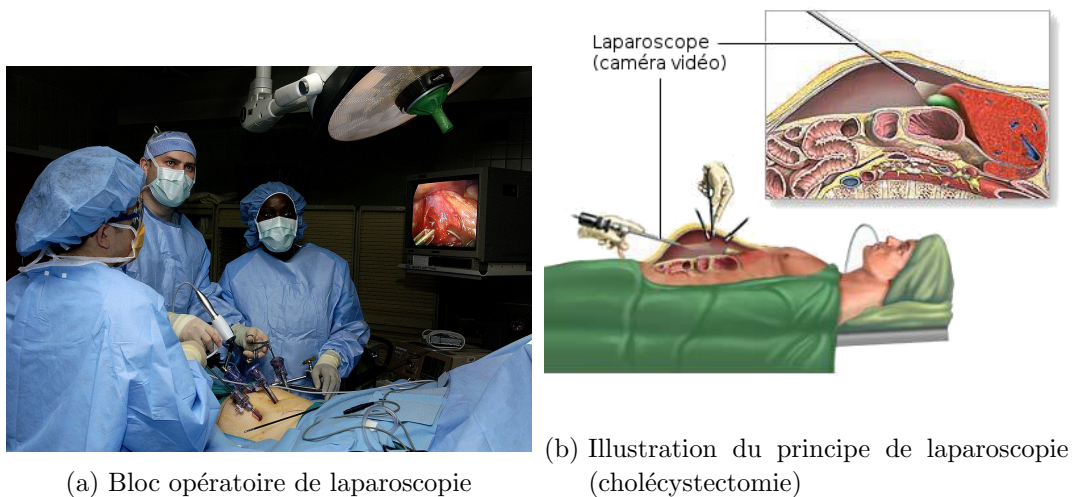 Laparoscope
(caméra vidéo)
(a) Bloc opératoire de laparoscopie
(b) Illustration du principe de laparoscopie
(cholécystectomie)